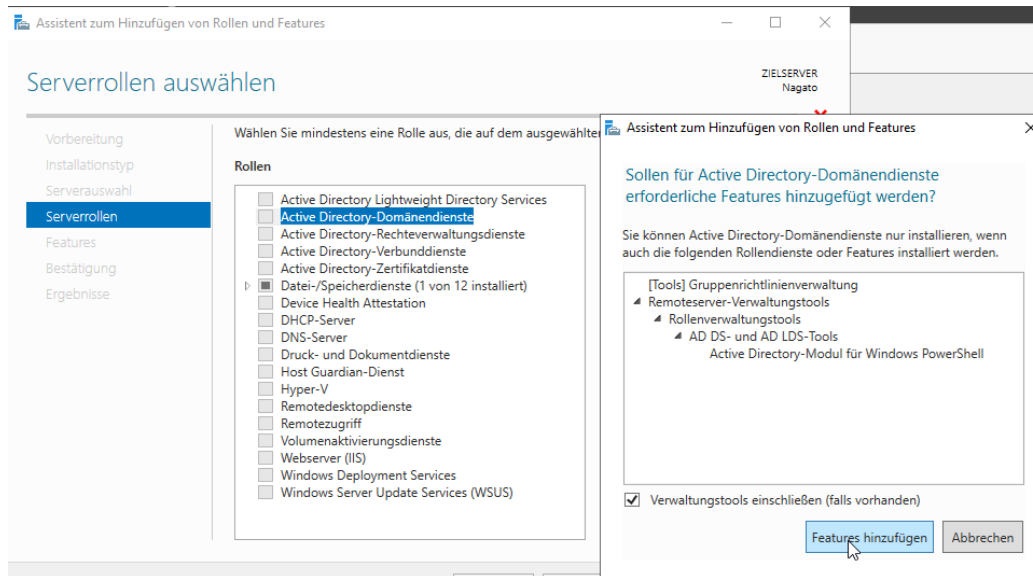 Assistent zum Hinzufügen von Rollen und Features
Serverrollen auswählen
ZIELSERVER
Nagato
Vorbereitung
Installationstyp
Serverauswahl
Serverrollen
Features
Bestätigung
Ergebnisse
Wählen Sie mindestens eine Rolle aus, die auf dem ausgewählten
Rollen
Active Directory Lightweight Directory Services
Active Directory-Domänendienste
Active Directory-Rechteverwaltungsdienste
Active Directory-Verbunddienste
Active Directory-Zertifikatdienste
Datei-/Speicherdienste (1 von 12 installiert)
Device Health Attestation
DHCP-Server
DNS-Server
Druck- und Dokumentdienste
Host Guardian-Dienst
Hyper-V
Remotedesktopdienste
Remotezugriff
Volumenaktivierungsdienste
Webserver (IIS)
Windows Deployment Services
Windows Server Update Services (WSUS)
Assistent zum Hinzufügen von Rollen und Features
Sollen für Active Directory-Domänendienste
erforderliche Features hinzugefügt werden?
Sie können Active Directory-Domänendienste nur installieren, wenn
auch die folgenden Rollendienste oder Features installiert werden.
[Tools] Gruppenrichtlinienverwaltung
Remoteserver-Verwaltungstools
Rollenverwaltungstools
AD DS- und AD LDS-Tools
Active Directory-Modul für Windows PowerShell
Verwaltungstools einschließen (falls vorhanden)
Features hinzufügen
Abbrechen